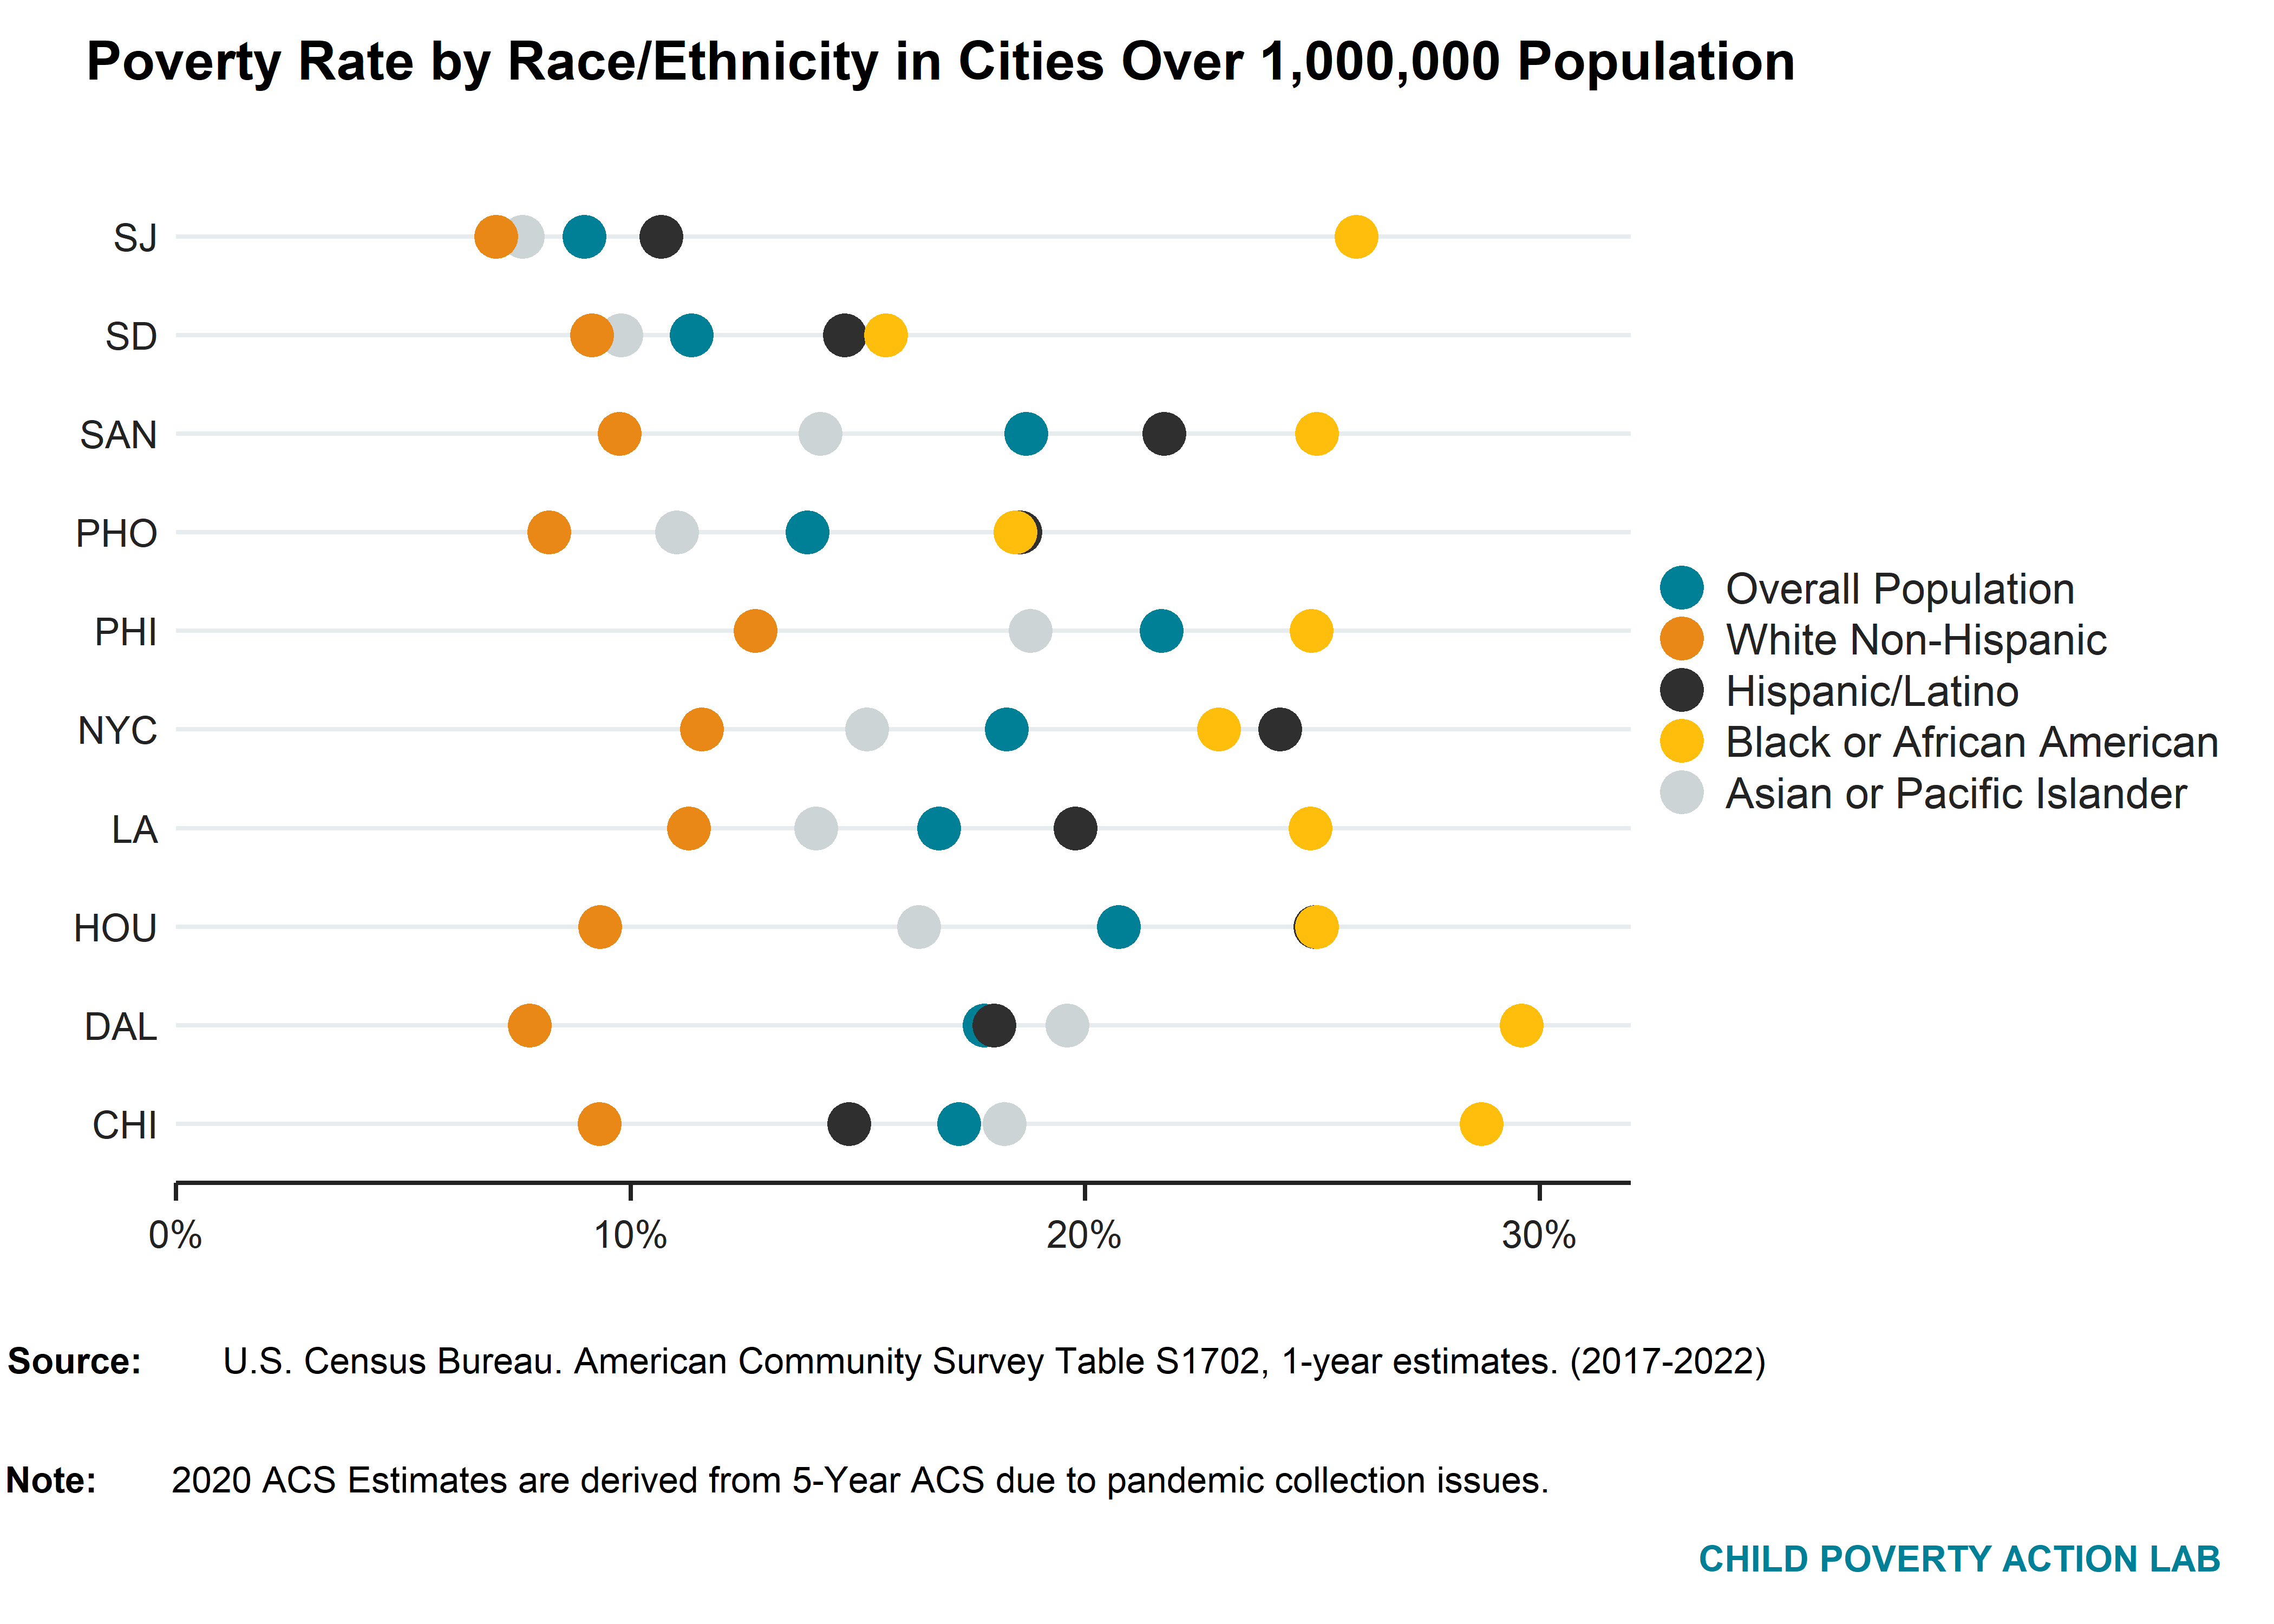 Poverty Rate by Race/Ethnicity in Cities Over 1,000,000 Population
SJ
SD
SAN
PHO
PHI
NYC
LA
HOU
DAL
CHI
0% 10% 20% 30%
Overall Population
White Non-Hispanic
Hispanic/Latino
Black or African American
Asian or Pacific Islander
Source: U.S. Census Bureau. American Community Survey Table S1702, 1-year estimates. (2017-2022)
Note: 2020 ACS Estimates are derived from 5-Year ACS due to pandemic collection issues.
CHILD POVERTY ACTION LAB